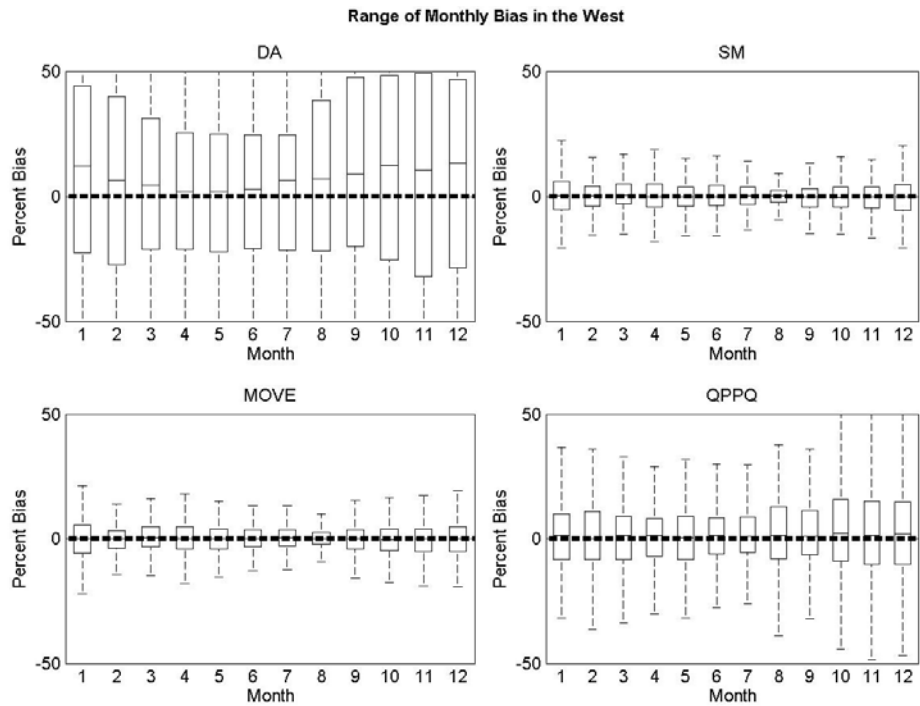 Range of Monthly Bias in the West
DA
50
0
-50
Percent Bias
1 2 3 4 5 6 7 8 9 10 11 12
Month
SM
50
0
-50
Percent Bias
1 2 3 4 5 6 7 8 9 10 11 12
Month
MOVE
50
0
-50
Percent Bias
1 2 3 4 5 6 7 8 9 10 11 12
Month
QPPQ
50
0
-50
Percent Bias
1 2 3 4 5 6 7 8 9 10 11 12
Month